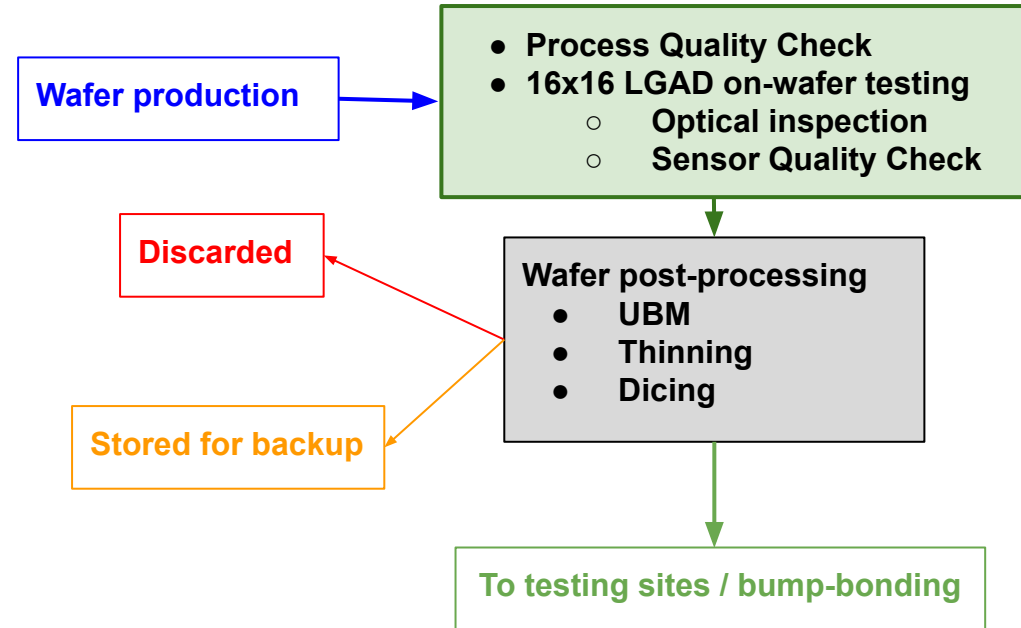 Wafer production
● Process Quality Check
● 16x16 LGAD on-wafer testing
○ Optical inspection
○ Sensor Quality Check
Discarded
Wafer post-processing
● UBM
● Thinning
● Dicing
Stored for backup
To testing sites / bump-bonding